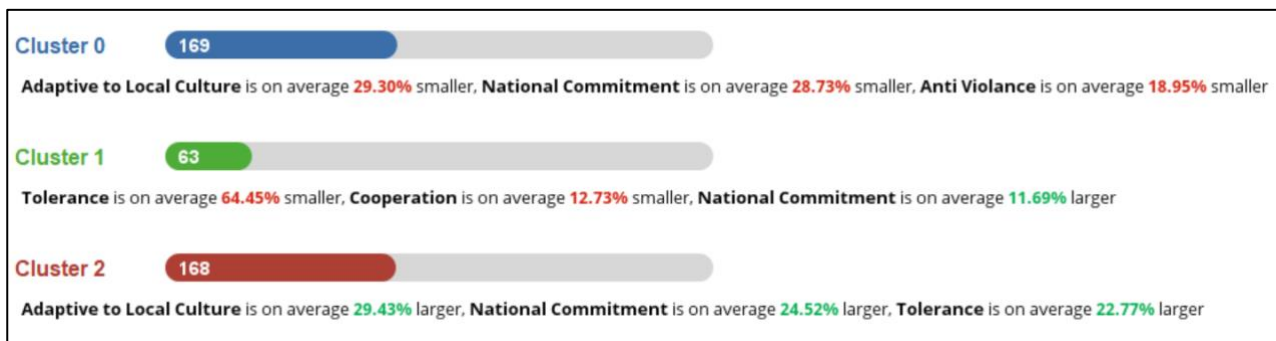 Cluster 0 169
Adaptive to Local Culture is on average 29.30% smaller, National Commitment is on average 28.73% smaller, Anti Violance is on average 18.95% smaller
Cluster 1 63
Tolerance is on average 64.45% smaller, Cooperation is on average 12.73% smaller, National Commitment is on average 11.69% larger
Cluster 2 168
Adaptive to Local Culture is on average 29.43% larger, National Commitment is on average 24.52% larger, Tolerance is on average 22.77% larger